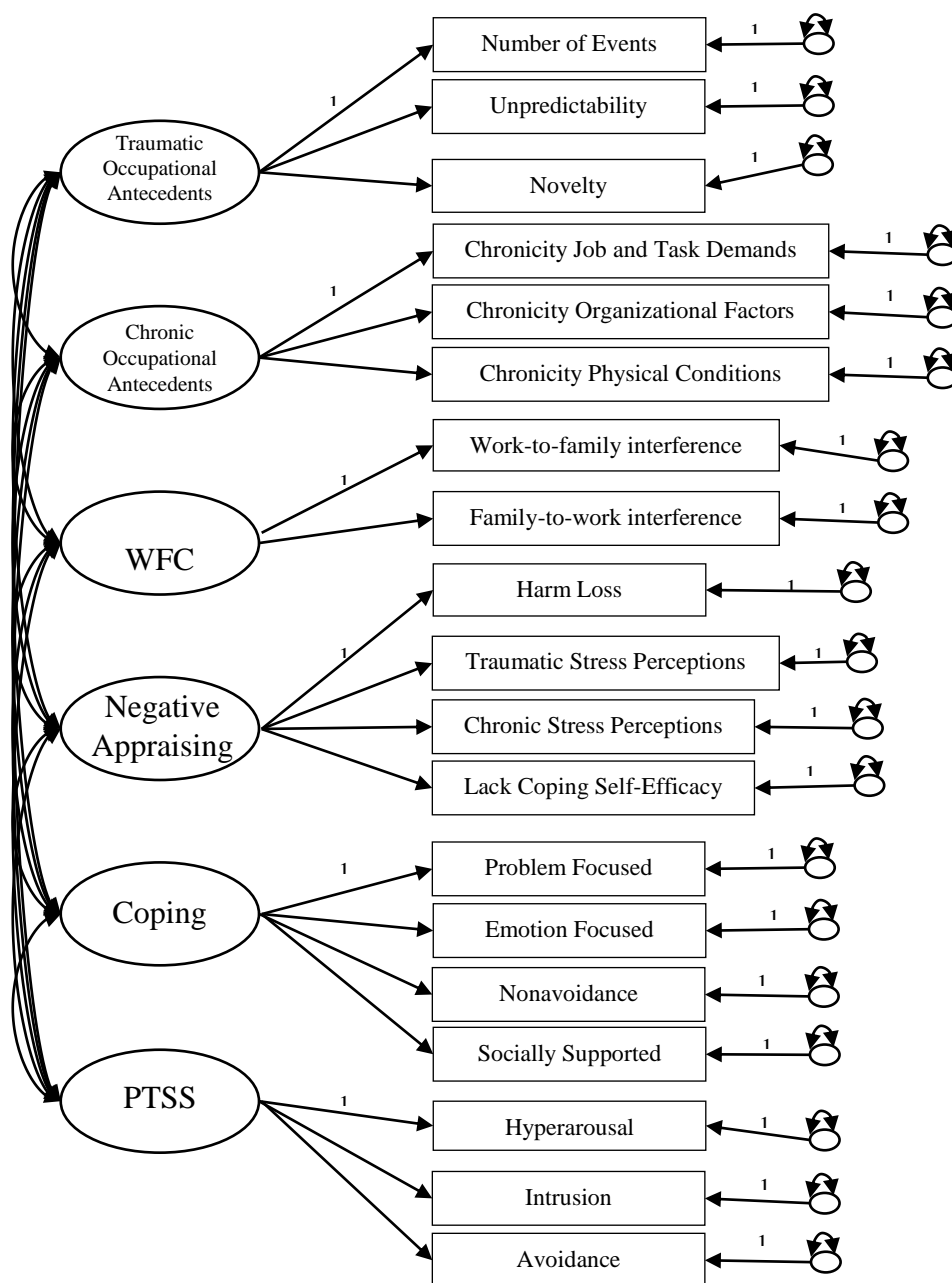 Number of Events
1
1
Unpredictability
1
Traumatic
Occupational
Antecedents
Novelty
1
Chronicity Job and Task Demands
1
1
Chronicity Organizational Factors
1
Chronic
Occupational
Antecedents
Chronicity Physical Conditions
1
Work-to-family interference
1
1
Family-to-work interference
1
WFC
Harm Loss
1
1
Traumatic Stress Perceptions
1
Negative
Appraising
Chronic Stress Perceptions
1
Lack Coping Self-Efficacy
1
Problem Focused
1
1
Coping
Emotion Focused
1
Nonavoidance
1
Socially Supported
1
PTSS
1
Hyperarousal
1
Intrusion
1
Avoidance
1